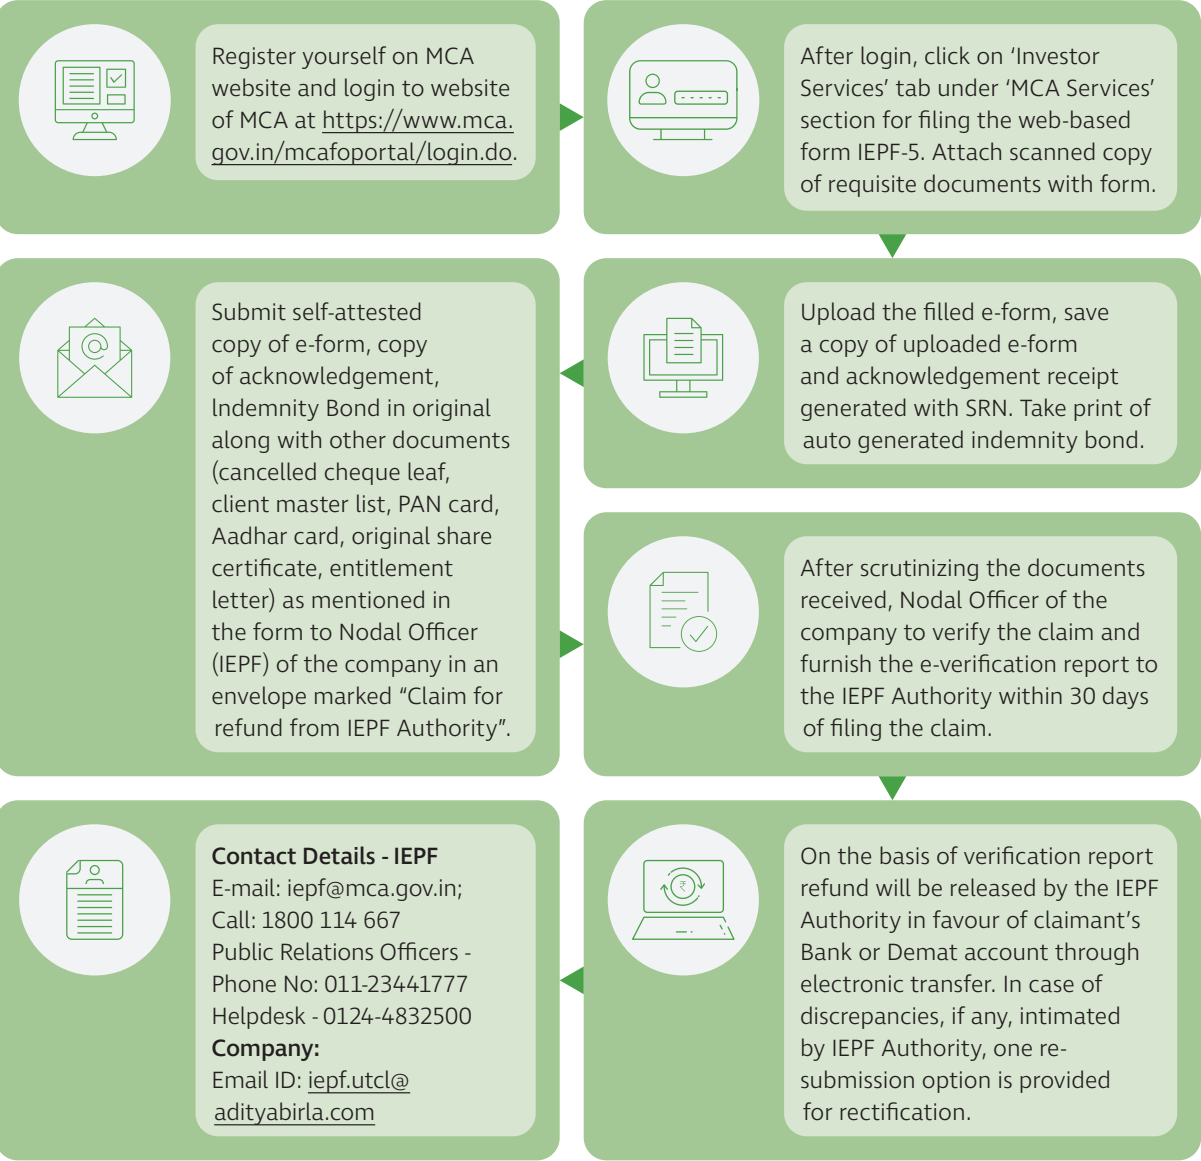 Register yourself on MCA
website and login to website
of MCA at https://www.mca.
gov.in/mcafoportal/login.do.
After login, click on ‘Investor
Services’ tab under ‘MCA Services’
section for filing the web-based
form IEPF-5. Attach scanned copy
of requisite documents with form.
Upload the filled e-form, save
a copy of uploaded e-form
and acknowledgement receipt
generated with SRN. Take print of
auto generated indemnity bond.
Submit self-attested
copy of e-form, copy
of acknowledgement,
Indemnity Bond in original
along with other documents
(cancelled cheque leaf,
client master list, PAN card,
Aadhar card, original share
certificate, entitlement
letter) as mentioned in
the form to Nodal Officer
(IEPF) of the company in an
envelope marked “Claim for
refund from IEPF Authority”.
After scrutinizing the documents
received, Nodal Officer of the
company to verify the claim and
furnish the e-verification report to
the IEPF Authority within 30 days
of filing the claim.
On the basis of verification report
refund will be released by the IEPF
Authority in favour of claimant’s
Bank or Demat account through
electronic transfer. In case of
discrepancies, if any, intimated
by IEPF Authority, one re-
submission option is provided
for rectification.
Contact Details - IEPF
E-mail: iepf@mca.gov.in;
Call: 1800 114 667
Public Relations Officers -
Phone No: 011-23441777
Helpdesk - 0124-4832500
Company:
Email ID: iepf.utcl@
adityabirla.com